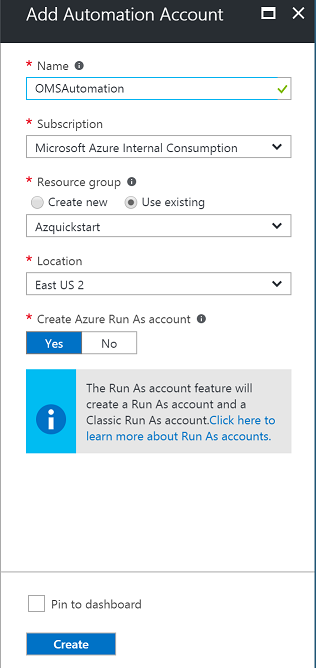 Add Automation Account
* Name
OMSAutomation
* Subscription
Microsoft Azure Internal Consumption
* Resource group
Create new Use existing
Azquickstart
* Location
East US 2
* Create Azure Run As account
Yes No
The Run As account feature will
create a Run As account and a
Classic Run As account.Click here to
learn more about Run As accounts.
Pin to dashboard
Create